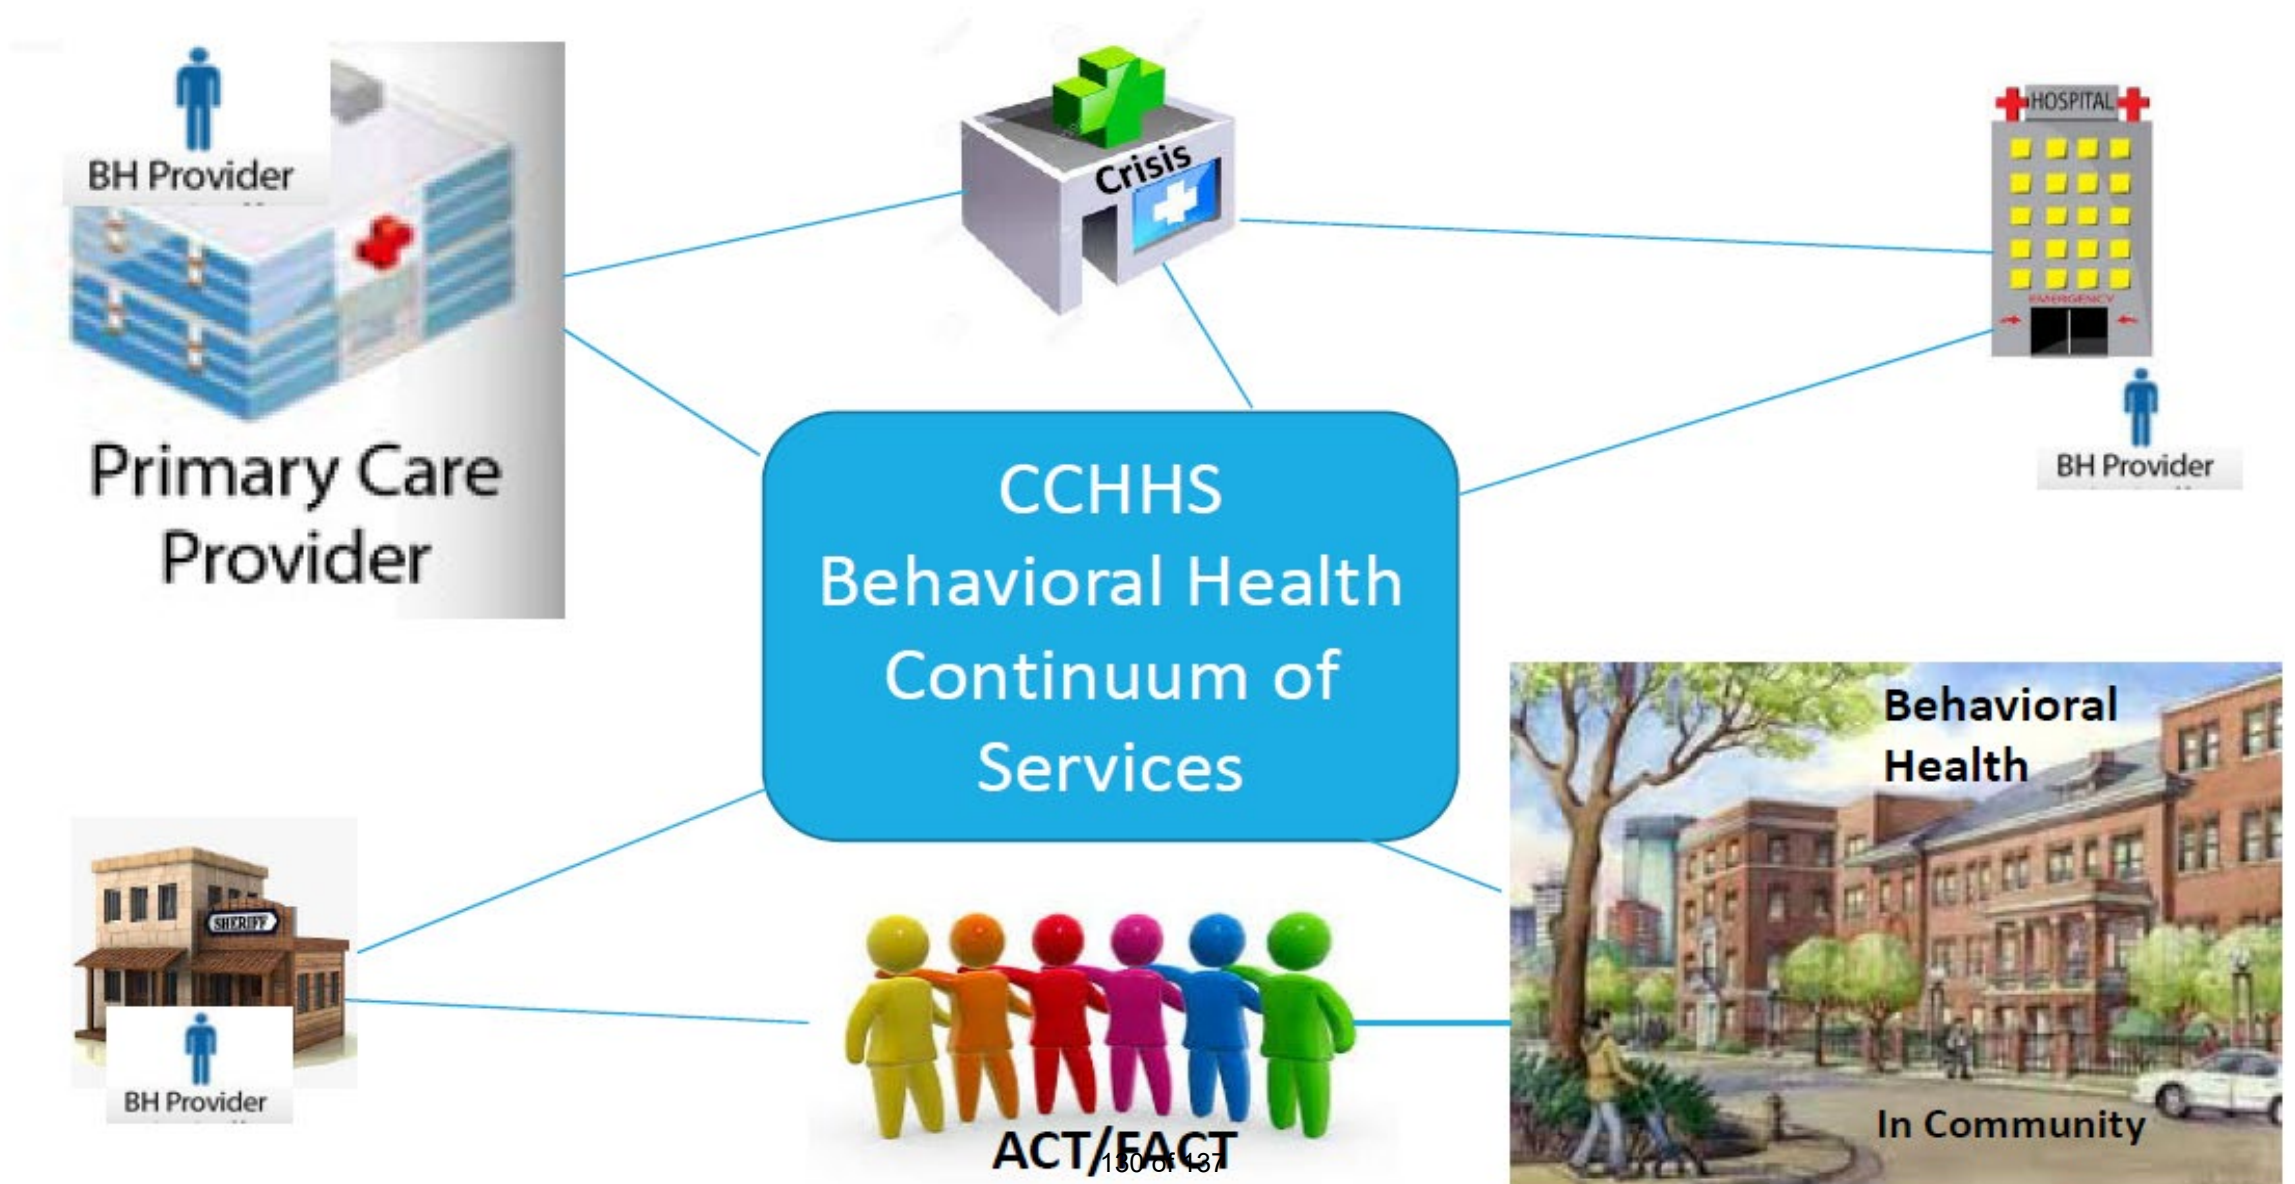 BH Provider
Primary Care
Provider
Crisis
HOSPITAL
EMERGENCY
BH Provider
CCHHS
Behavioral Health
Continuum of
Services
Behavioral
Health
In Community
SHERIFF
BH Provider
ACT/FACT
130 of 137